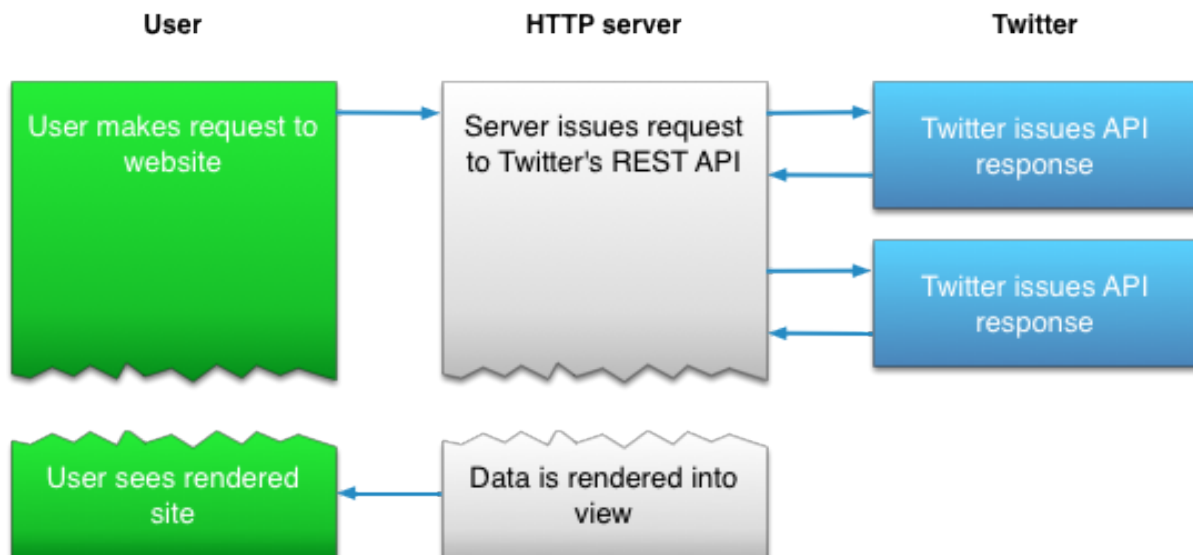 User
HTTP server
Twitter
User makes request to
website
Server issues request
to Twitter's REST API
Twitter issues API
response
Twitter issues API
response
User sees rendered
site
Data is rendered into
view